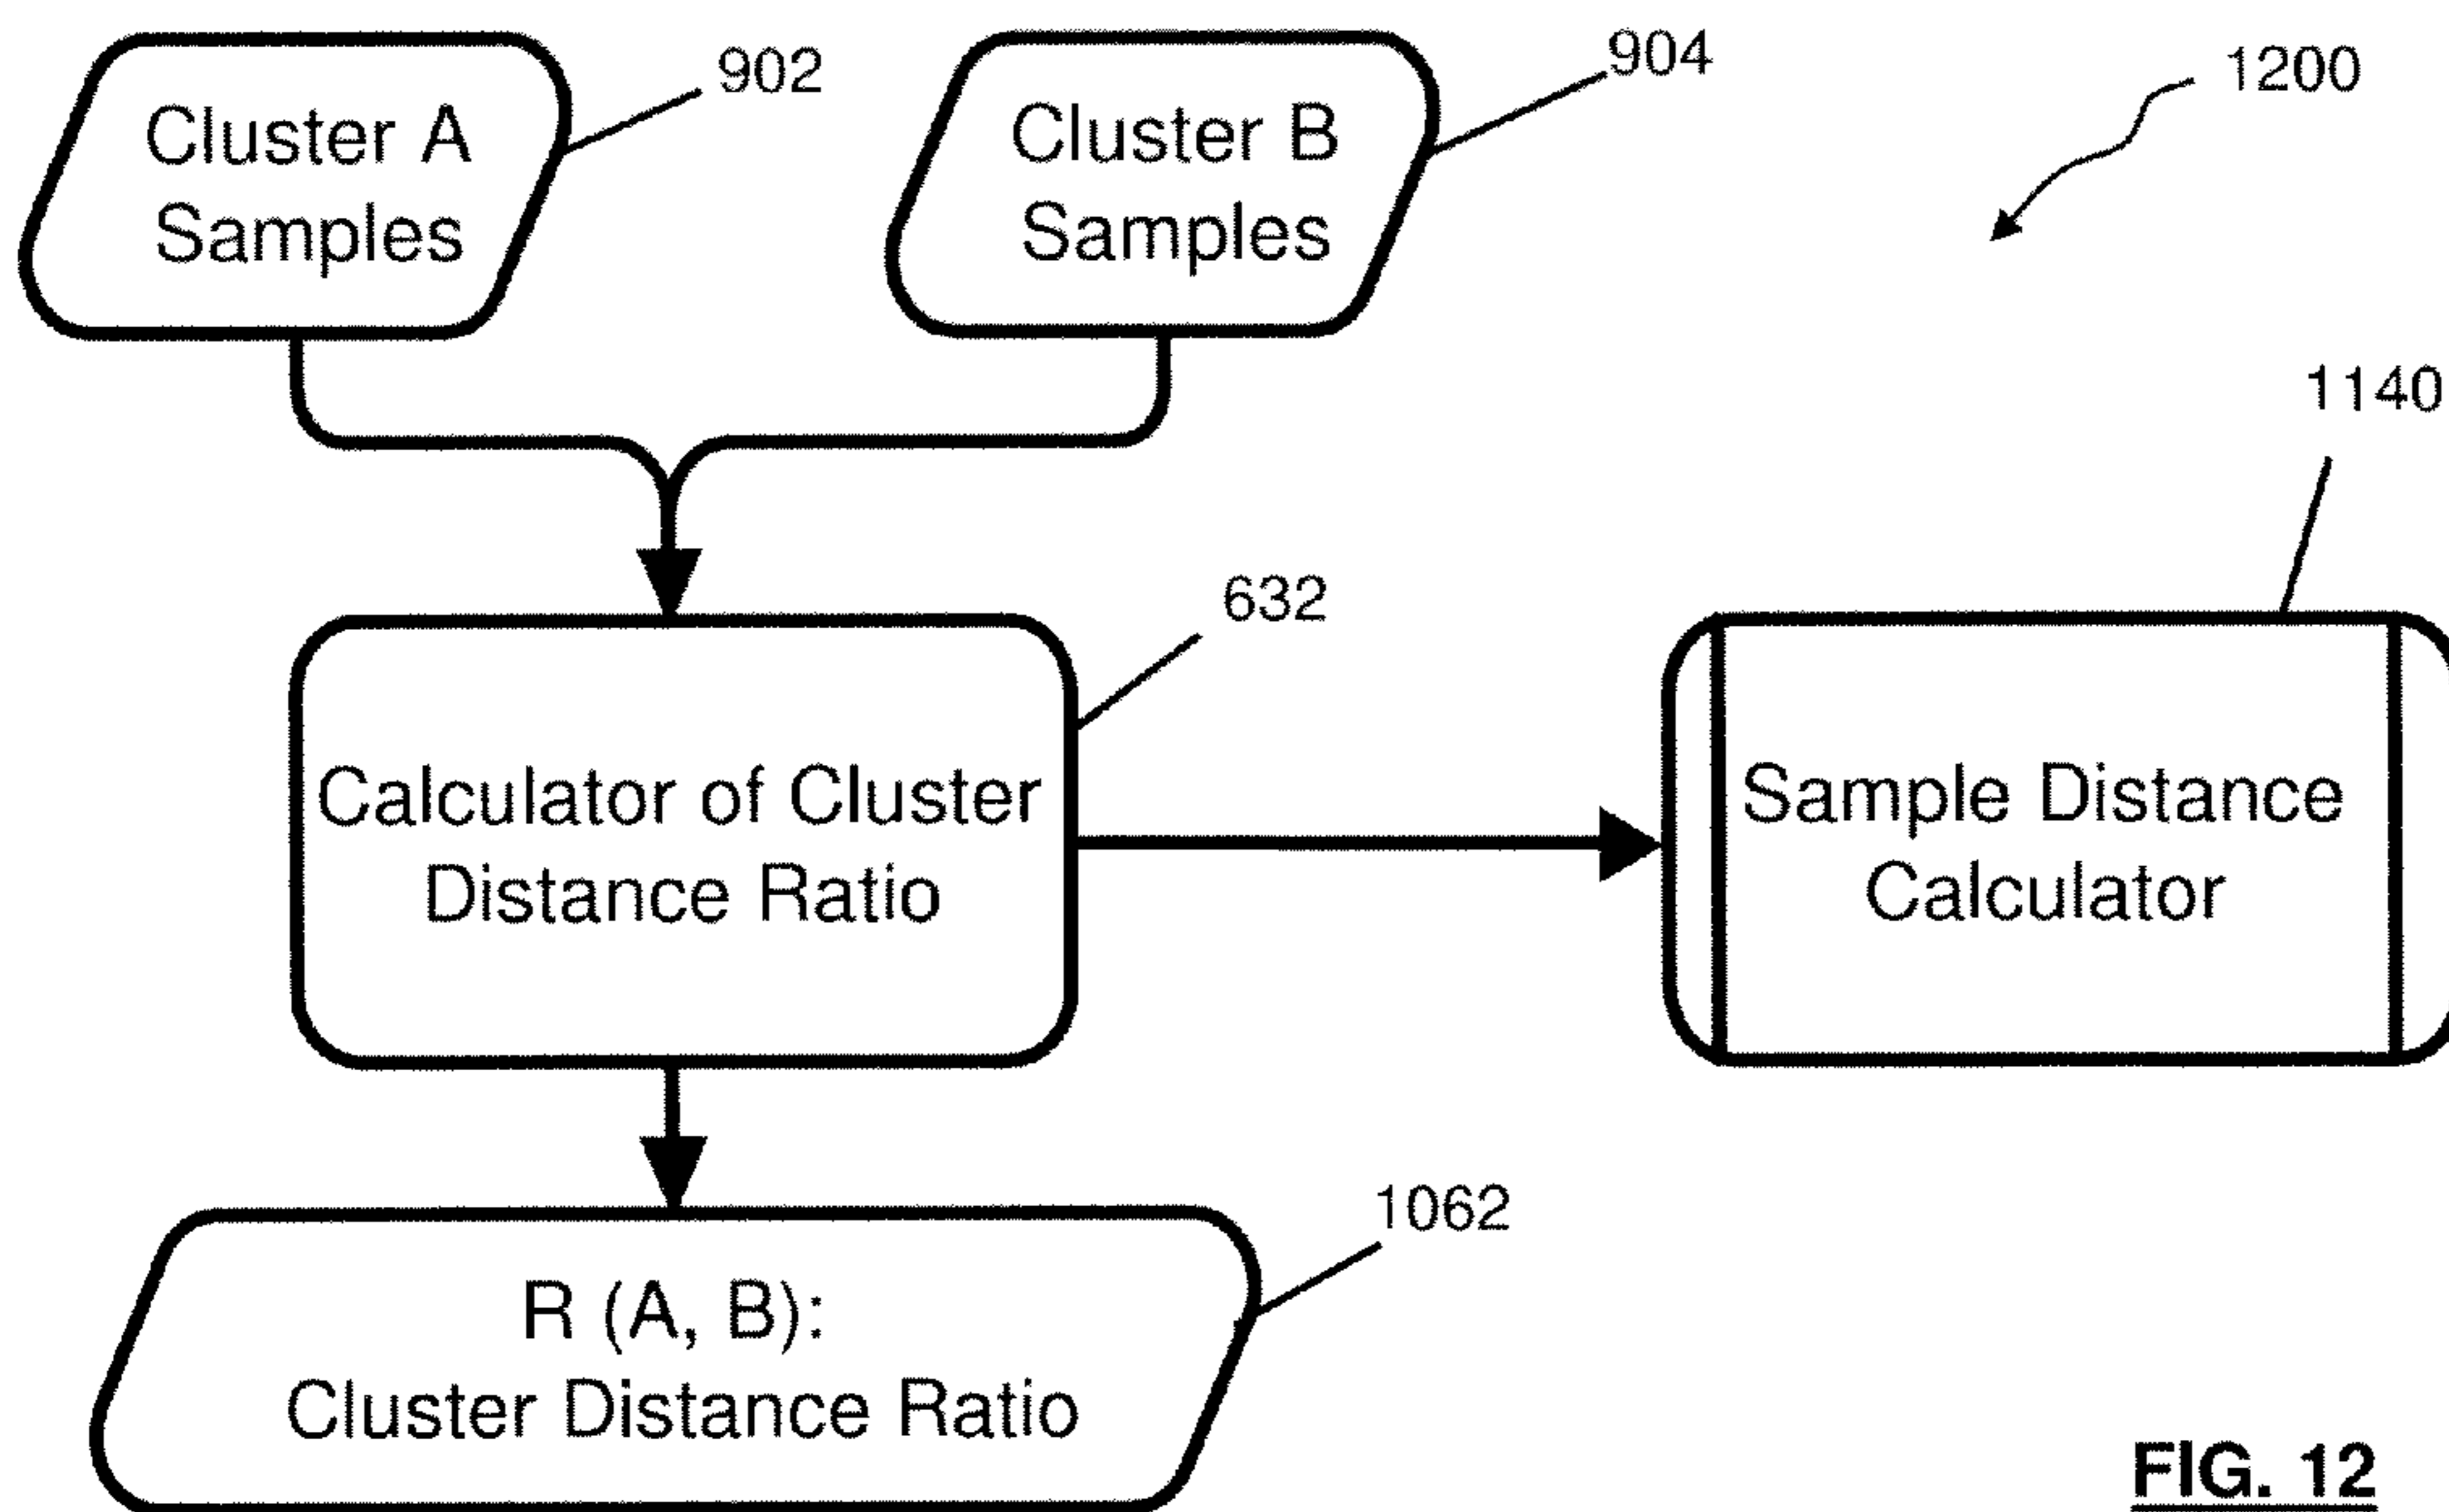 902
904
1200
Cluster A
Samples
Cluster B
Samples
1140
632
Calculator of Cluster
Distance Ratio
Sample Distance
Calculator
1062
R (A, B):
Cluster Distance Ratio
FIG. 12